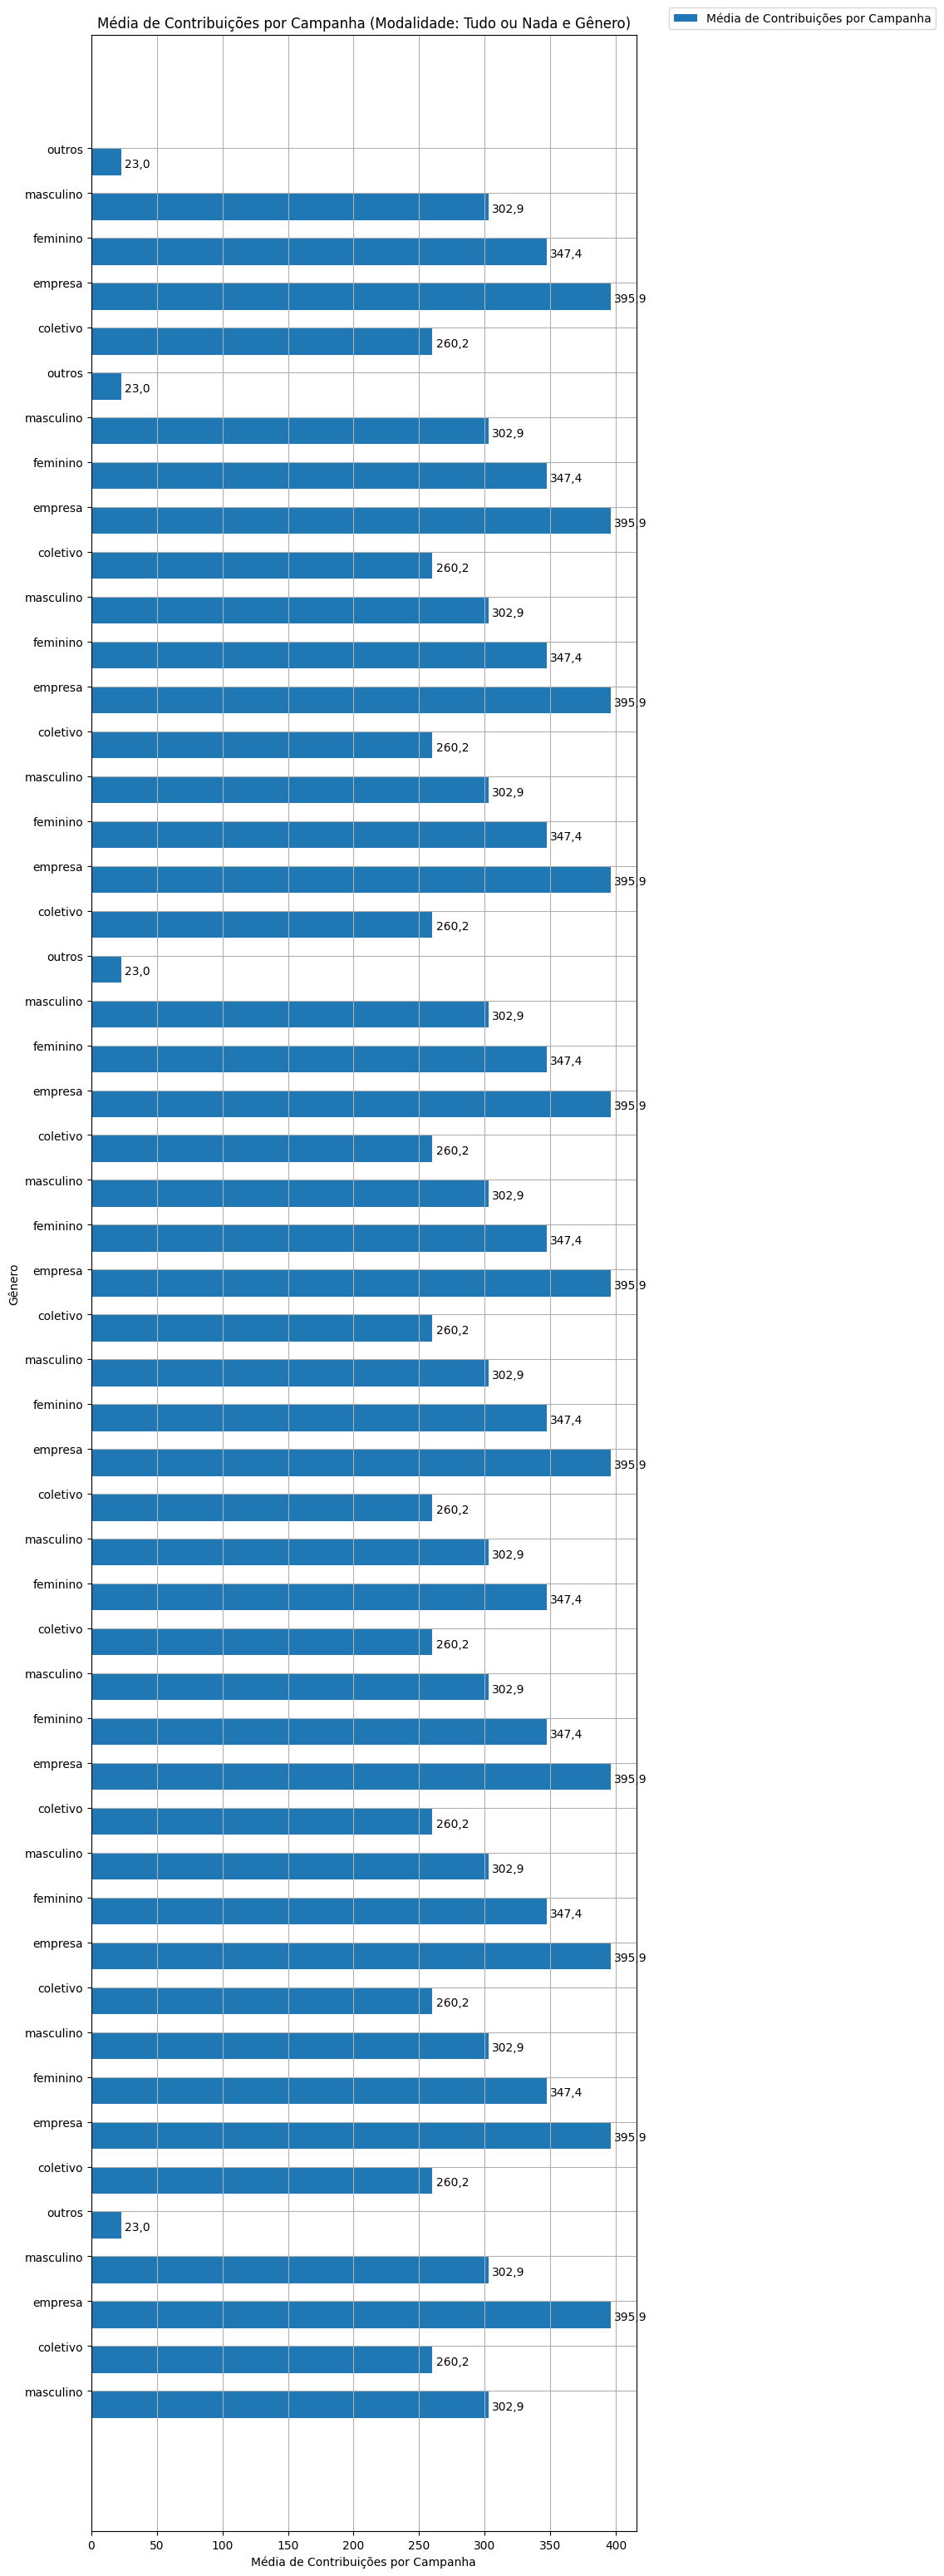 Média de Contribuições por Campanha (Modalidade: Tudo ou Nada e Gênero)
Média de Contribuições por Campanha
outros 23,0
masculino 302,9
feminino 347,4
empresa 395,9
coletivo 260,2
outros 23,0
masculino 302,9
feminino 347,4
empresa 395,9
coletivo 260,2
masculino 302,9
feminino 347,4
empresa 395,9
coletivo 260,2
masculino 302,9
feminino 347,4
empresa 395,9
coletivo 260,2
outros 23,0
masculino 302,9
feminino 347,4
empresa 395,9
coletivo 260,2
masculino 302,9
feminino 347,4
empresa 395,9
coletivo 260,2
masculino 302,9
feminino 347,4
empresa 395,9
coletivo 260,2
masculino 302,9
feminino 347,4
coletivo 260,2
masculino 302,9
feminino 347,4
empresa 395,9
coletivo 260,2
masculino 302,9
feminino 347,4
empresa 395,9
coletivo 260,2
masculino 302,9
feminino 347,4
empresa 395,9
coletivo 260,2
outros 23,0
masculino 302,9
empresa 395,9
coletivo 260,2
masculino 302,9
Gênero
0 50 100 150 200 250 300 350 400
Média de Contribuições por Campanha